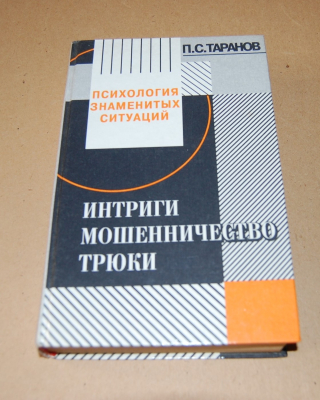 П.С.ТАРАНОВ
ПСИХОЛОГИЯ
ЗНАМЕНИТЫХ
СИТУАЦИЙ
ИНТРИГИ
МОШЕННИЧЕСТВО
ТРЮКИ